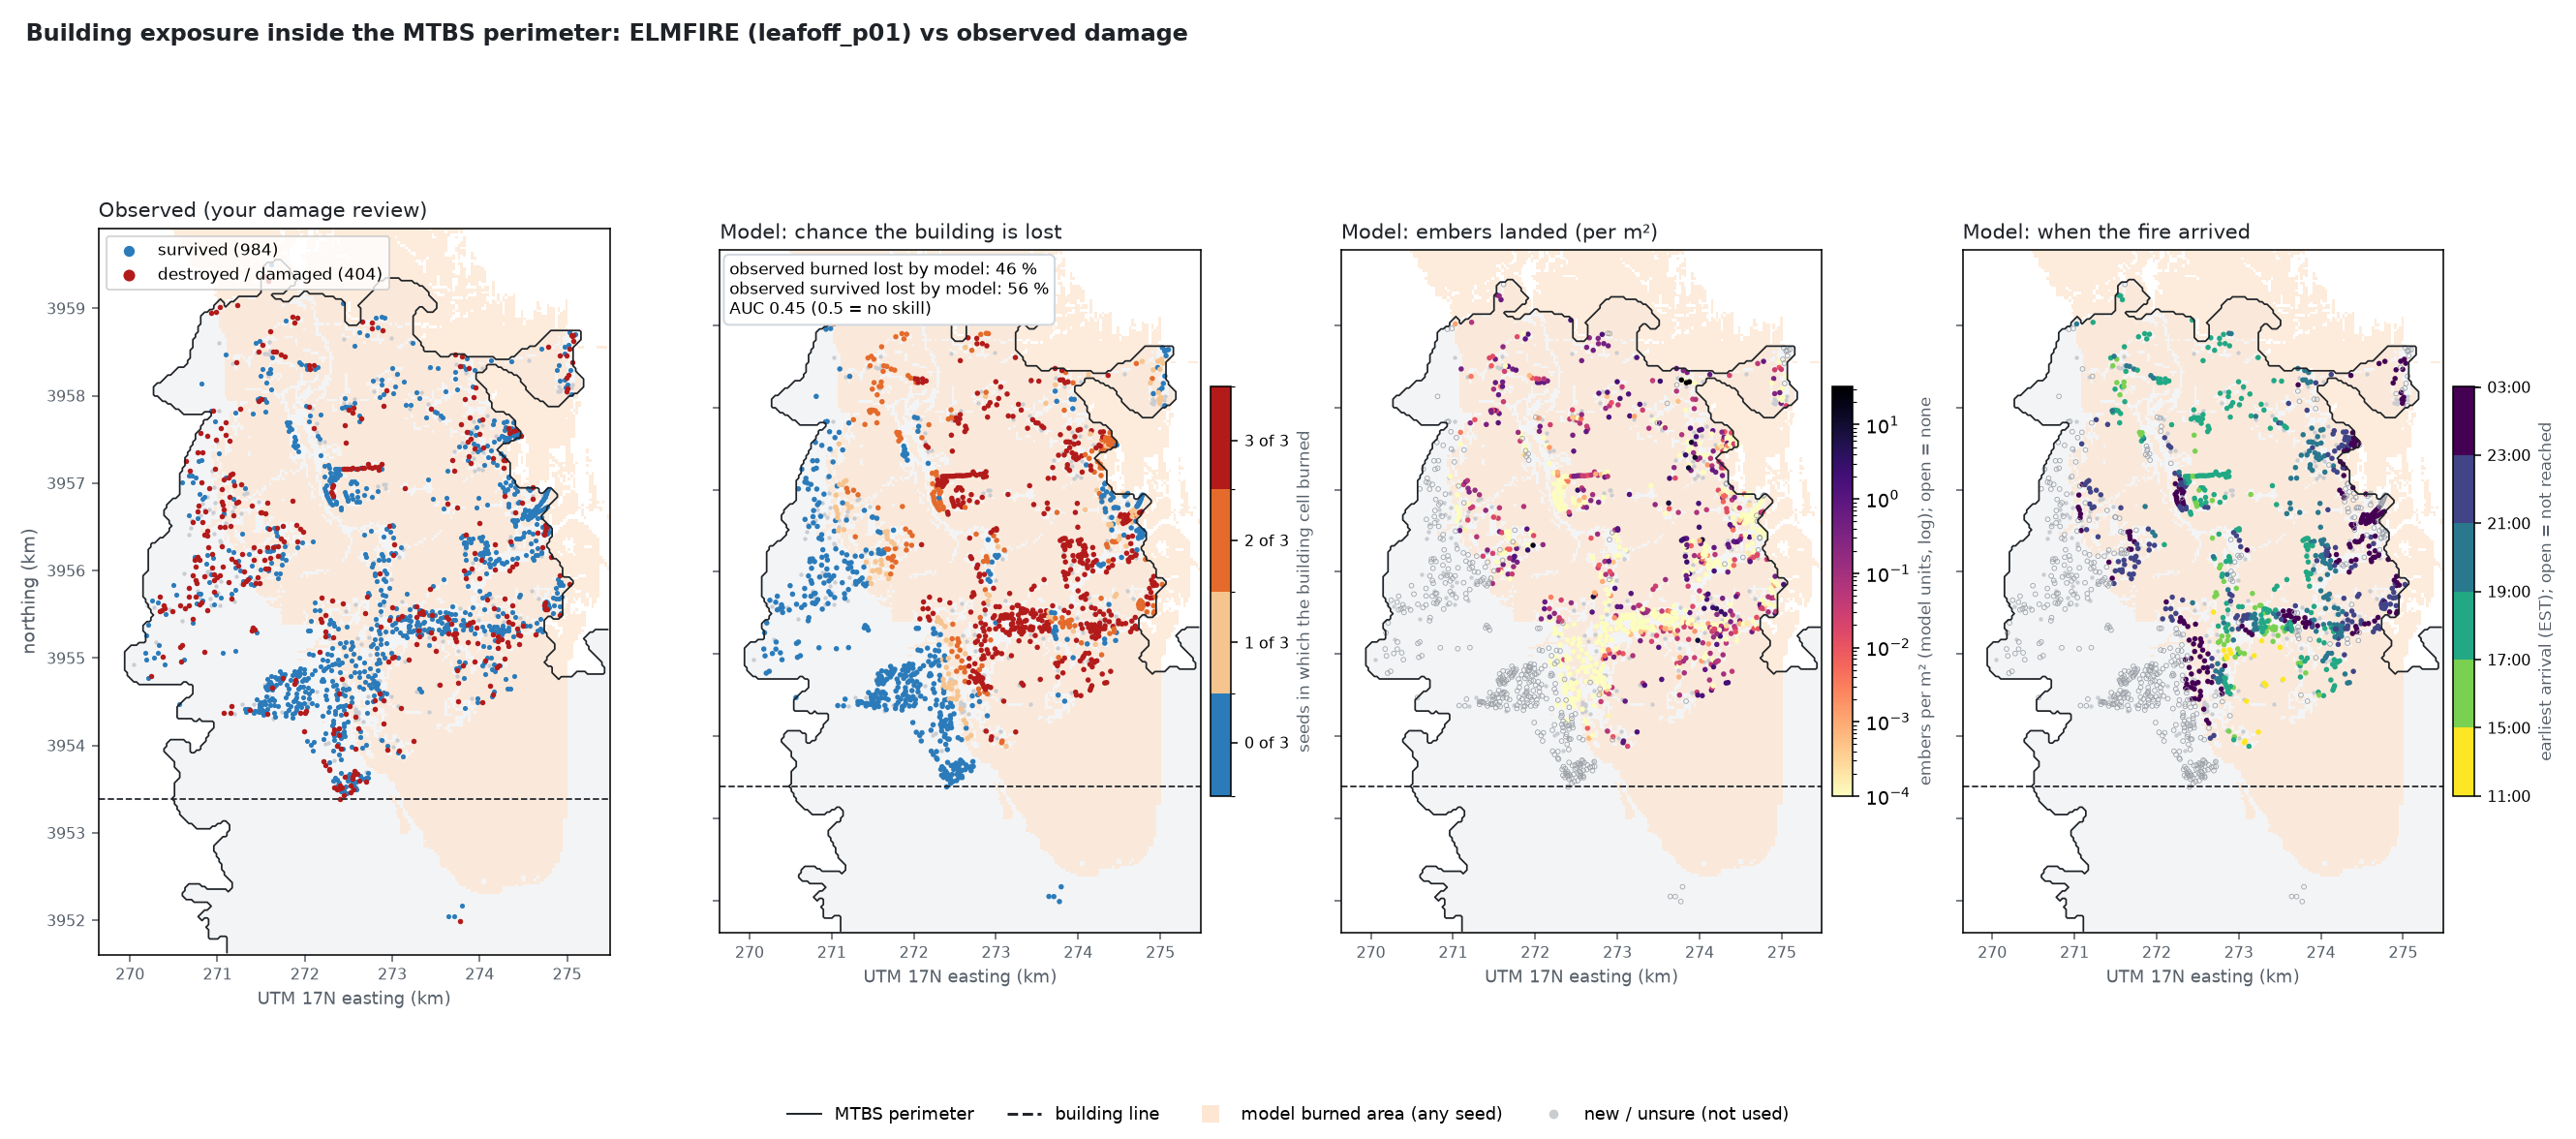 Building exposure inside the MTBS perimeter: ELMFIRE (leafoff_p01) vs observed damage
Observed (your damage review)
survived (984)
destroyed / damaged (404)
northing (km)
3959
3958
3957
3956
3955
3954
3953
3952
270
271
272
273
274
275
UTM 17N easting (km)
Model: chance the building is lost
observed burned lost by model: 46 %
observed survived lost by model: 56 %
AUC 0.45 (0.5 = no skill)
270
271
272
273
274
275
UTM 17N easting (km)
3 of 3
2 of 3
1 of 3
0 of 3
seeds in which the building cell burned
Model: embers landed (per m²)
270
271
272
273
274
275
UTM 17N easting (km)
10¹
10⁰
10⁻¹
10⁻²
10⁻³
10⁻⁴
embers per m² (model units, log); open = none
Model: when the fire arrived
270
271
272
273
274
275
UTM 17N easting (km)
03:00
23:00
21:00
19:00
17:00
15:00
11:00
earliest arrival (EST); open = not reached
MTBS perimeter
building line
model burned area (any seed)
new / unsure (not used)